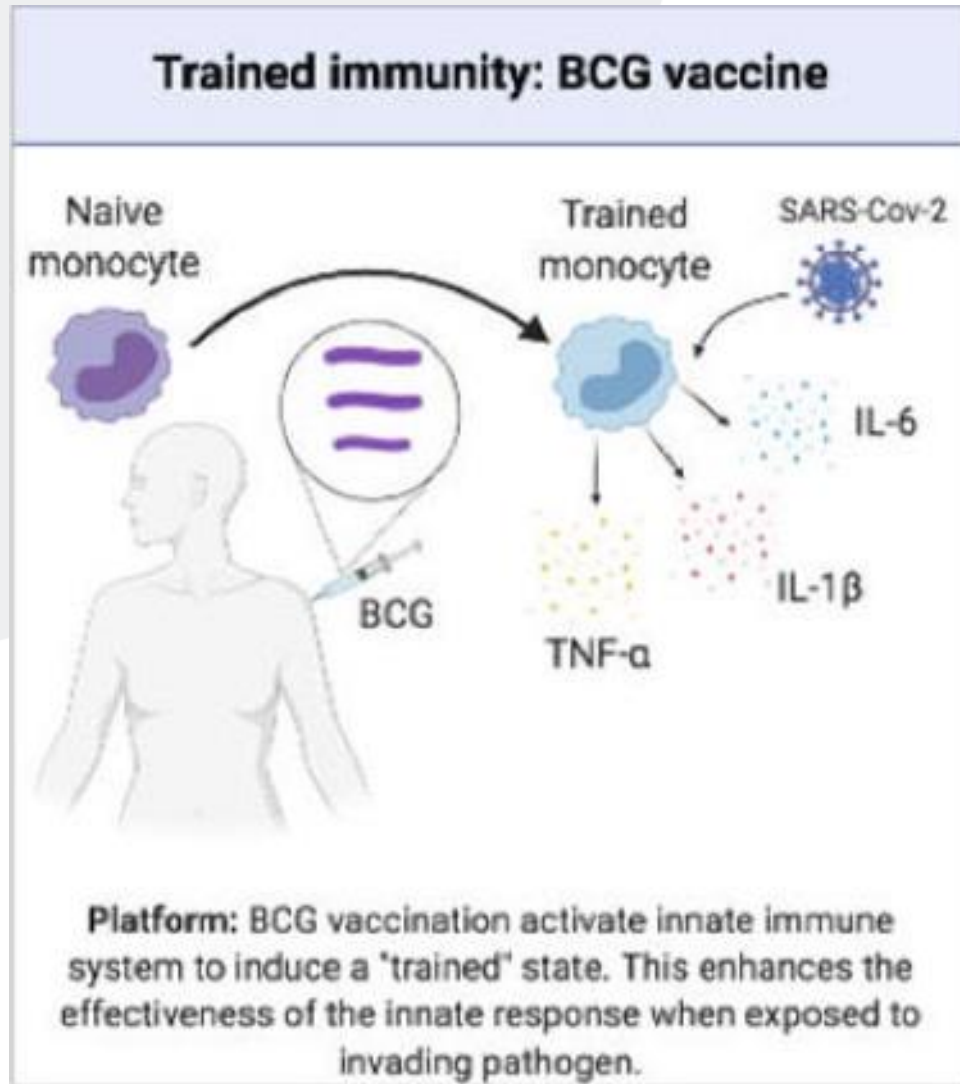 Trained immunity: BCG vaccine
Naive
monocyte
Trained
monocyte
SARS-Cov-2
IL-6
IL-1β
BCG
TNF-α
Platform: BCG vaccination activate innate immune
system to induce a "trained" state. This enhances the
effectiveness of the innate response when exposed to
invading pathogen.